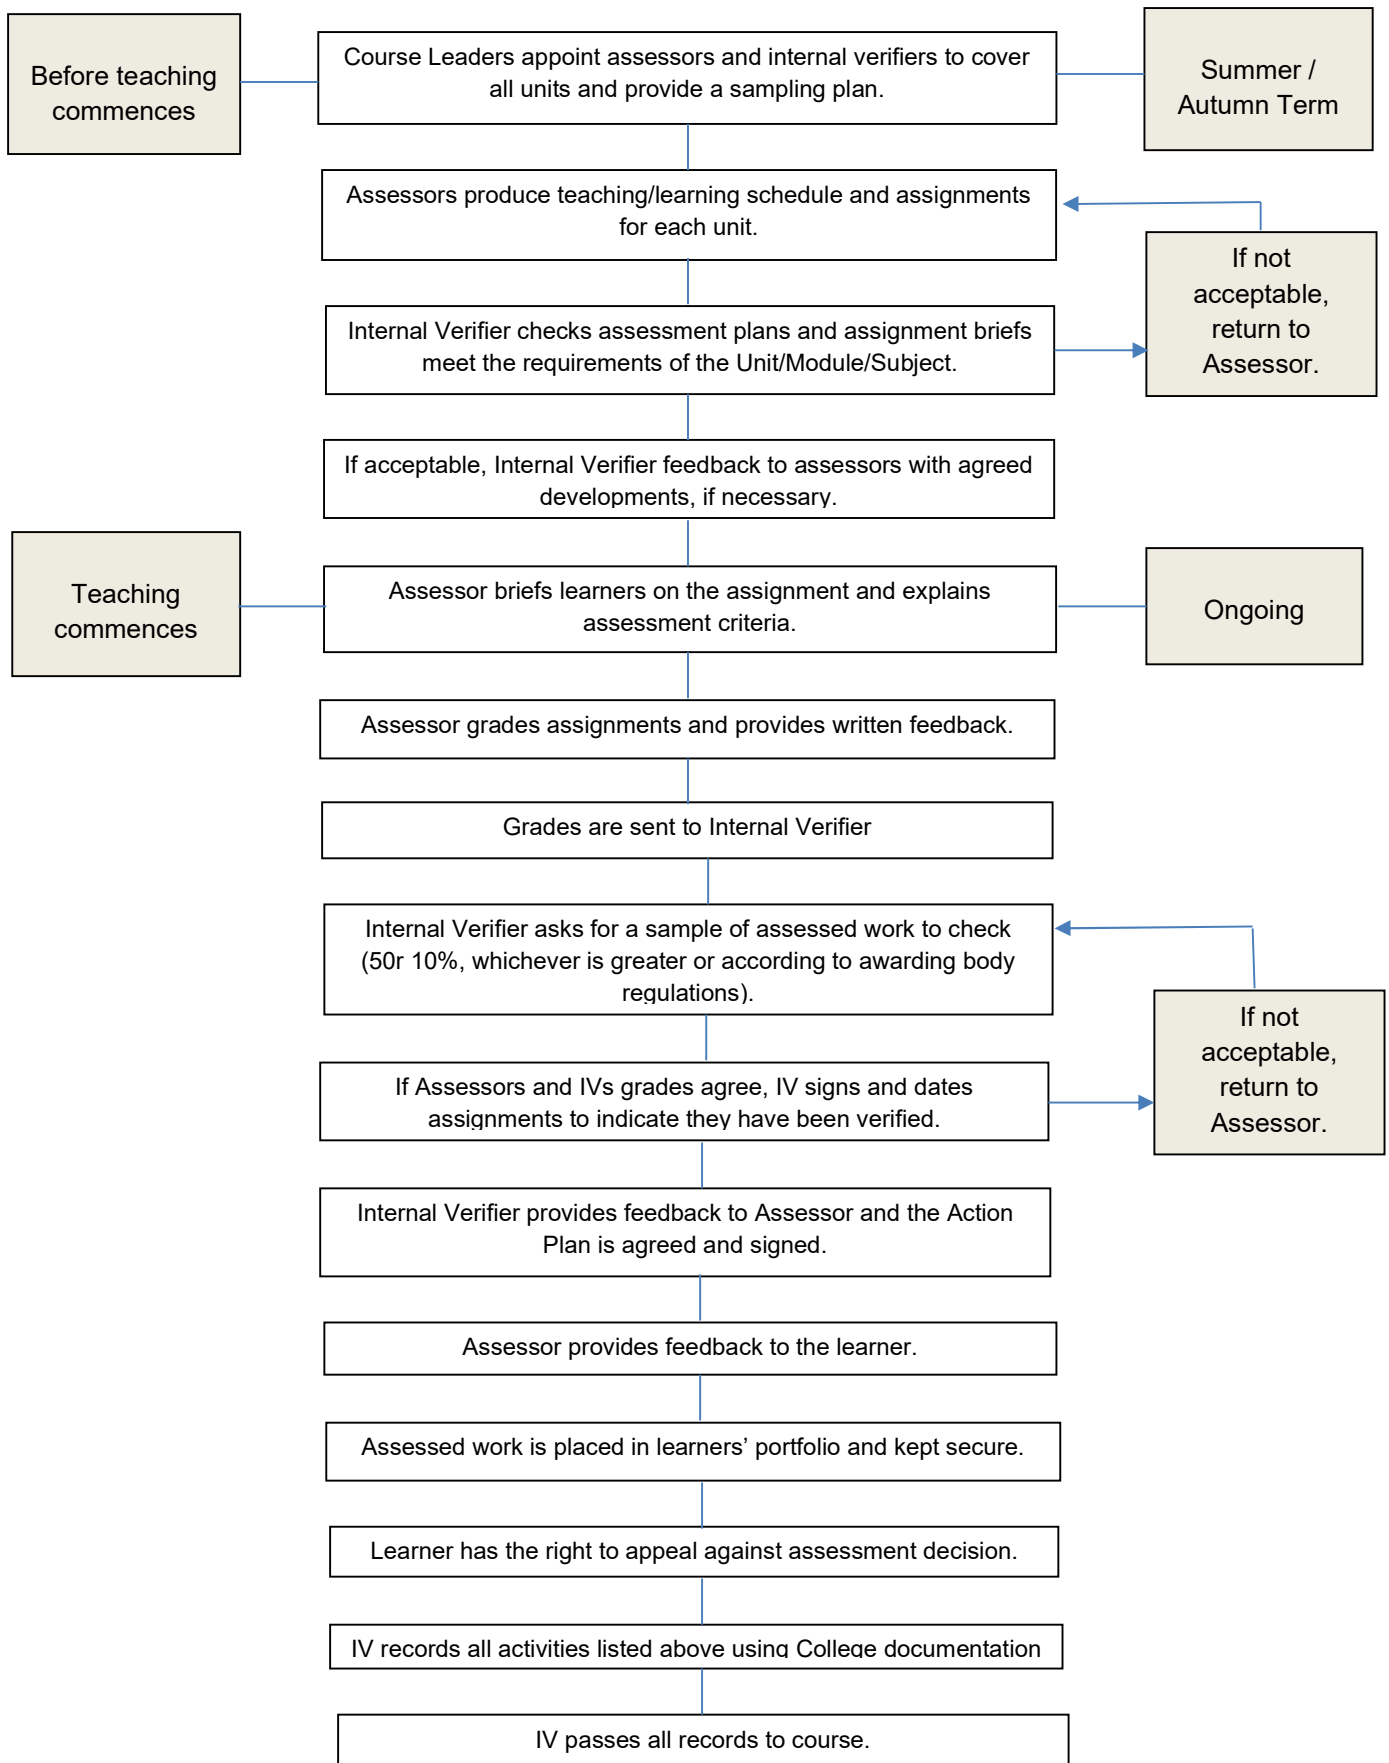 Before teaching
commences
Course Leaders appoint assessors and internal verifiers to cover
all units and provide a sampling plan.
Summer /
Autumn Term
Assessors produce teaching/learning schedule and assignments
for each unit.
If not
acceptable,
return to
Assessor.
Internal Verifier checks assessment plans and assignment briefs
meet the requirements of the Unit/Module/Subject.
If acceptable, Internal Verifier feedback to assessors with agreed
developments, if necessary.
Teaching
commences
Assessor briefs learners on the assignment and explains
assessment criteria.
Ongoing
Assessor grades assignments and provides written feedback.
Grades are sent to Internal Verifier
Internal Verifier asks for a sample of assessed work to check
(50r 10%, whichever is greater or according to awarding body
regulations).
If not
acceptable,
return to
Assessor.
If Assessors and IVs grades agree, IV signs and dates
assignments to indicate they have been verified.
Internal Verifier provides feedback to Assessor and the Action
Plan is agreed and signed.
Assessor provides feedback to the learner.
Assessed work is placed in learners’ portfolio and kept secure.
Learner has the right to appeal against assessment decision.
IV records all activities listed above using College documentation
IV passes all records to course.